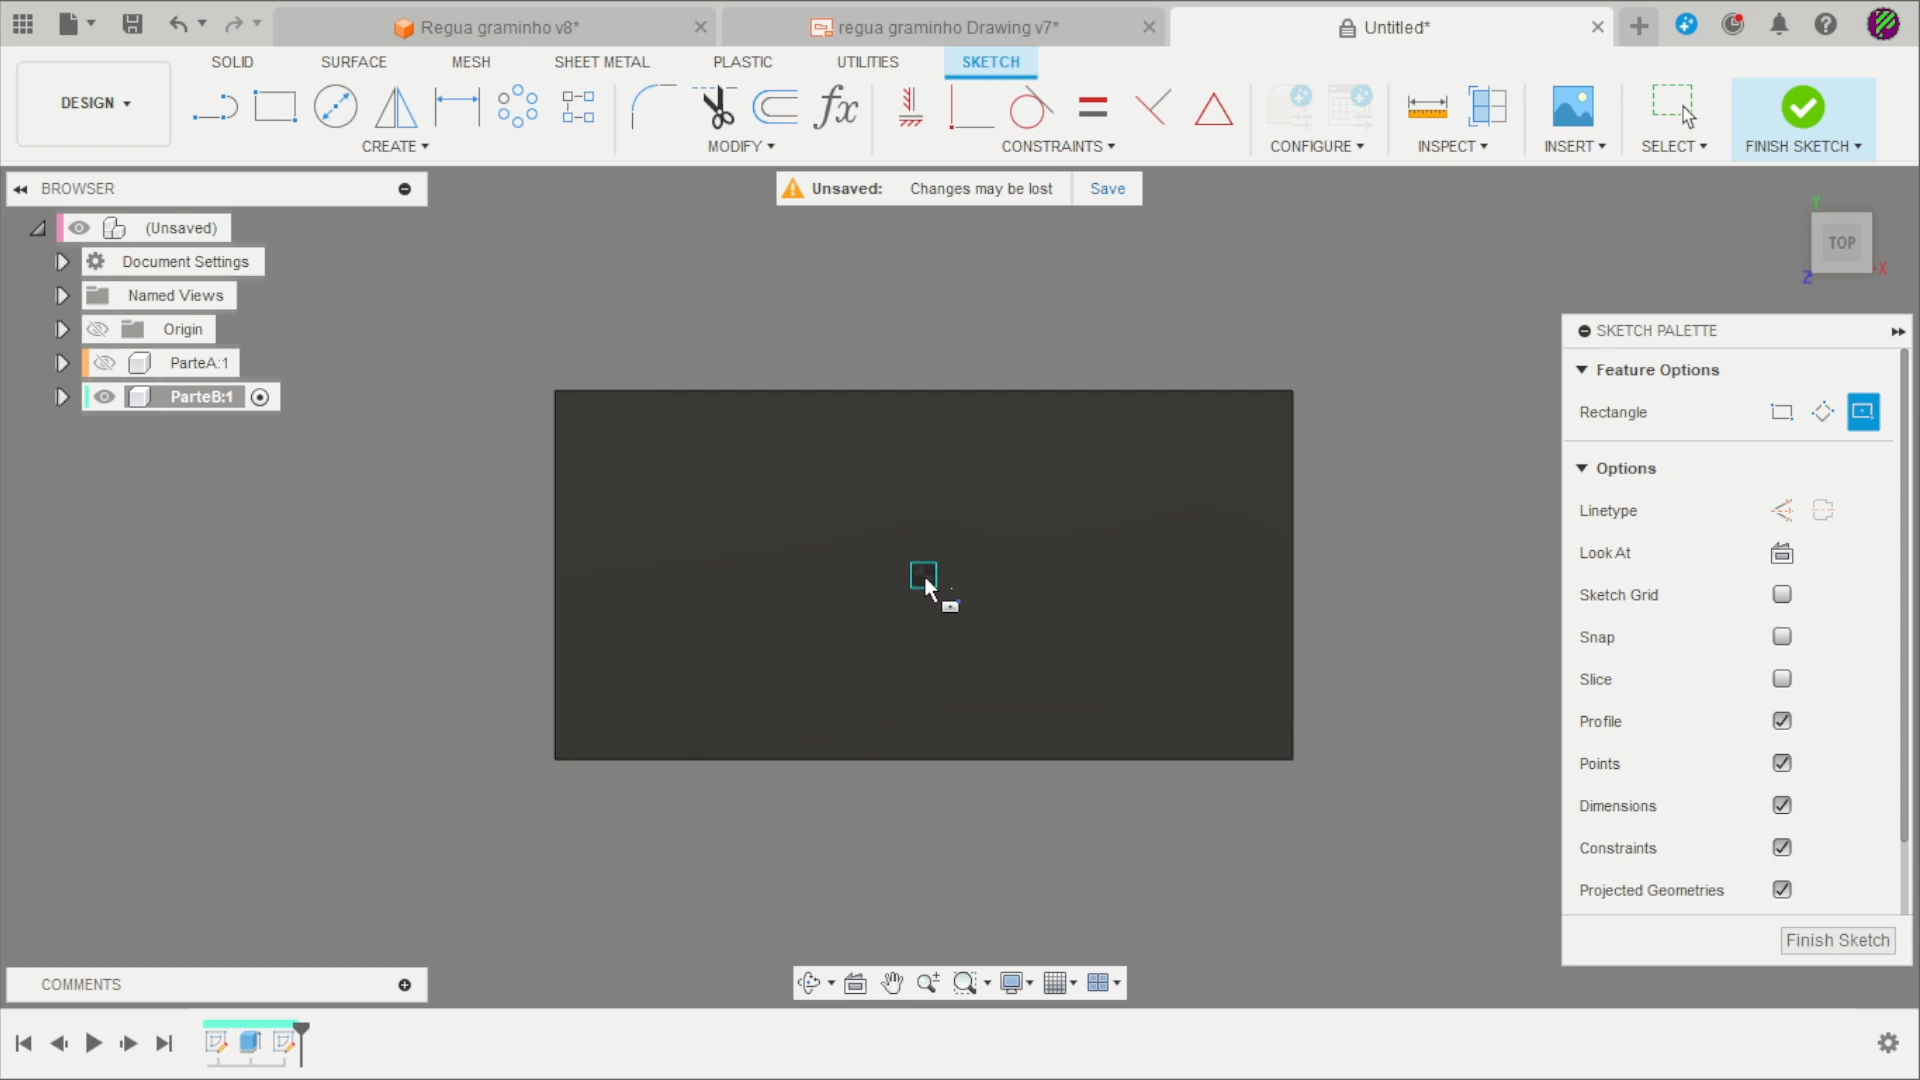 Regua graminho v8*
regua graminho Drawing v7*
Untitled*
SOLID
SURFACE
MESH
SHEET METAL
PLASTIC
UTILITIES
SKETCH
DESIGN
CREATE
MODIFY
CONSTRAINTS
CONFIGURE
INSPECT
INSERT
SELECT
FINISH SKETCH
fx
BROWSER
Unsaved: Changes may be lost Save
(Unsaved)
Document Settings
Named Views
Origin
ParteA:1
ParteB:1
Y
TOP
X
Z
SKETCH PALETTE
Feature Options
Rectangle
Options
Linetype
Look At
Sketch Grid
Snap
Slice
Profile
Points
Dimensions
Constraints
Projected Geometries
Finish Sketch
COMMENTS